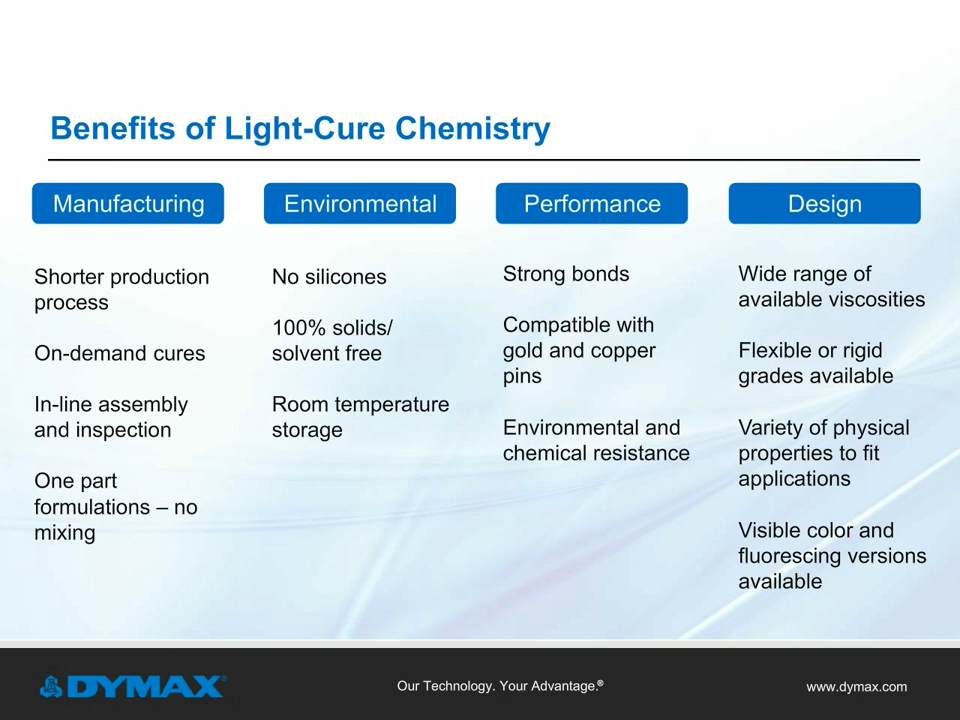 Benefits of Light-Cure Chemistry
Manufacturing
Shorter production
process
On-demand cures
In-line assembly
and inspection
One part
formulations – no
mixing
Environmental
No silicones
100% solids/
solvent free
Room temperature
storage
Performance
Strong bonds
Compatible with
gold and copper
pins
Environmental and
chemical resistance
Design
Wide range of
available viscosities
Flexible or rigid
grades available
Variety of physical
properties to fit
applications
Visible color and
fluorescing versions
available
DYMAX®
Our Technology. Your Advantage.®
www.dymax.com